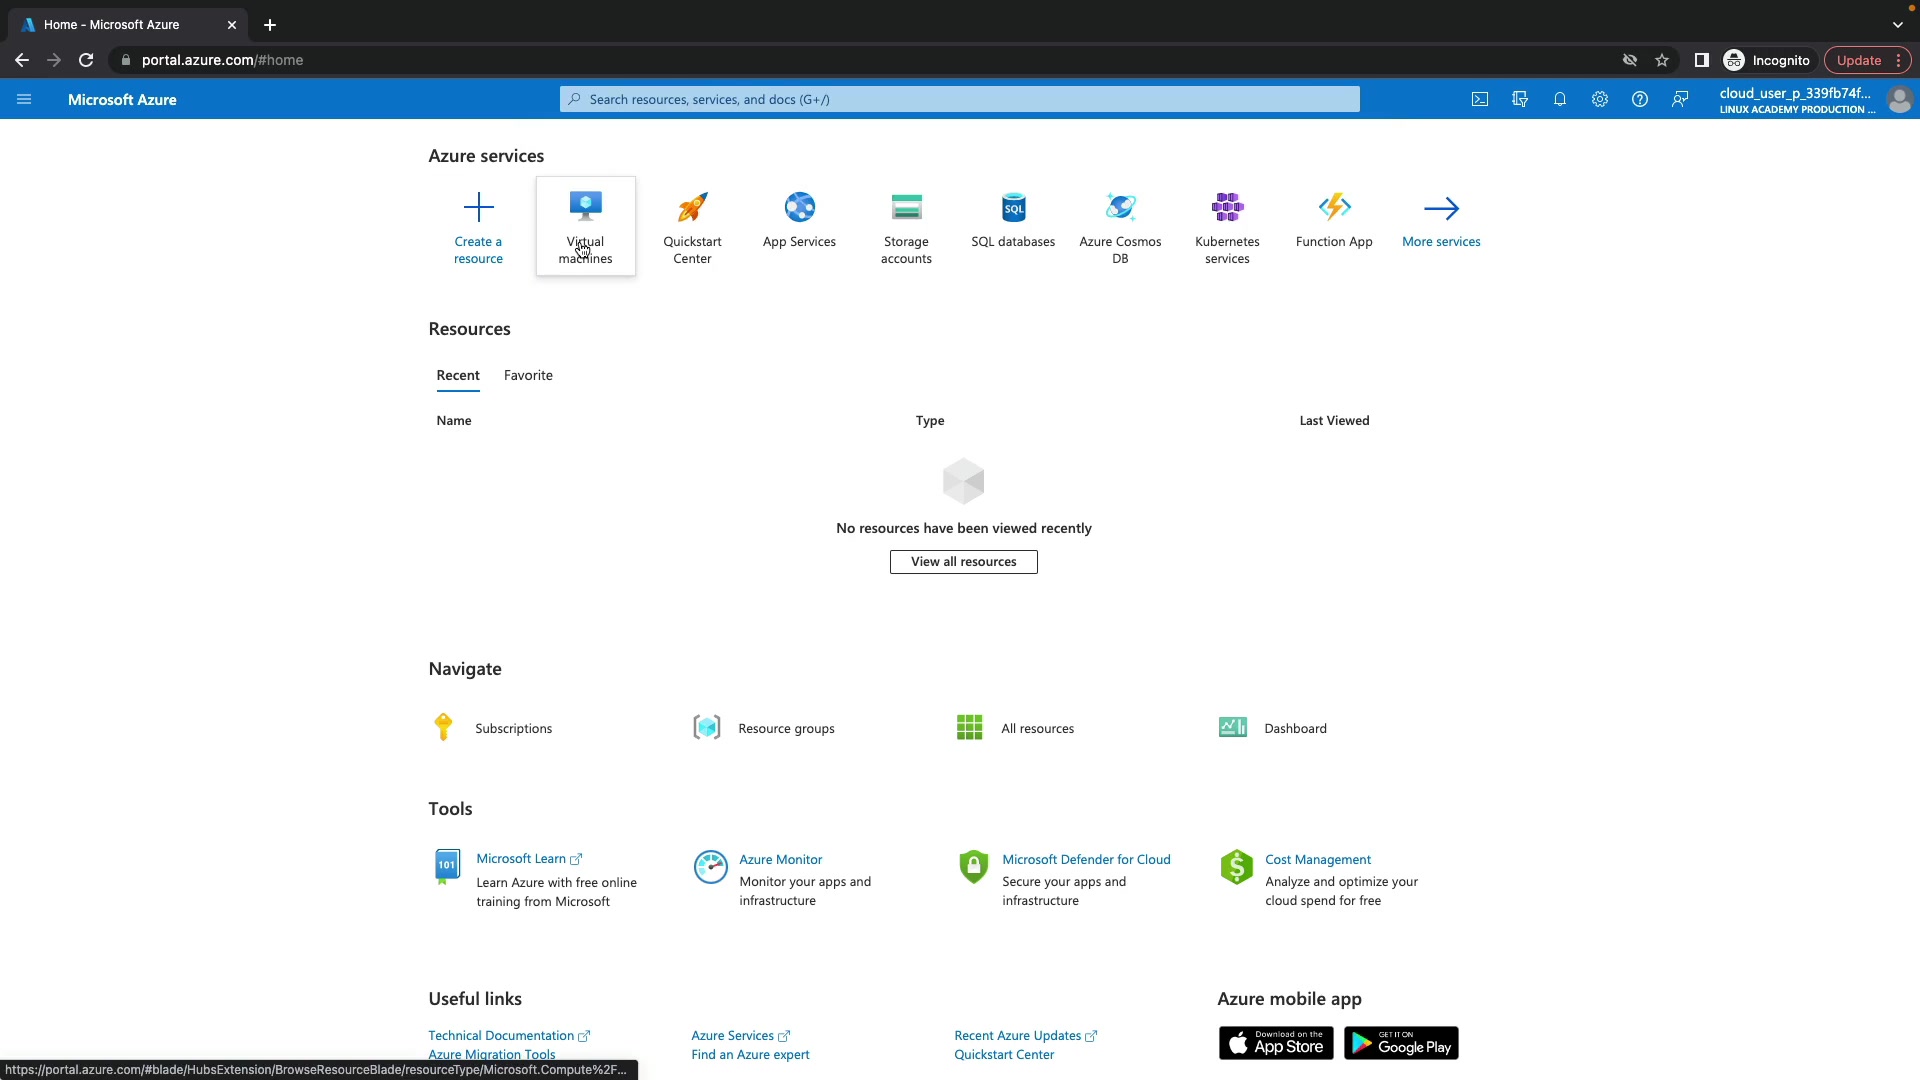 Home - Microsoft Azure
portal.azure.com/#home
Incognito
Update
Microsoft Azure
Search resources, services, and docs (G+/)
cloud_user_p_339fb74f...
LINUX ACADEMY PRODUCTION ...
Azure services
Create a
resource
Virtual
machines
Quickstart
Center
App Services
Storage
accounts
SQL
SQL databases
Azure Cosmos
DB
Kubernetes
services
Function App
More services
Resources
Recent
Favorite
Name
Type
Last Viewed
No resources have been viewed recently
View all resources
Navigate
Subscriptions
Resource groups
All resources
Dashboard
Tools
101
Microsoft Learn
Learn Azure with free online
training from Microsoft
Azure Monitor
Monitor your apps and
infrastructure
Microsoft Defender for Cloud
Secure your apps and
infrastructure
$
Cost Management
Analyze and optimize your
cloud spend for free
Useful links
Technical Documentation
Azure Migration Tools
Azure Services
Find an Azure expert
Recent Azure Updates
Quickstart Center
Azure mobile app
Download on the
App Store
GET IT ON
Google Play
https://portal.azure.com/#blade/HubsExtension/BrowseResourceBlade/resourceType/Microsoft.Compute%2F...